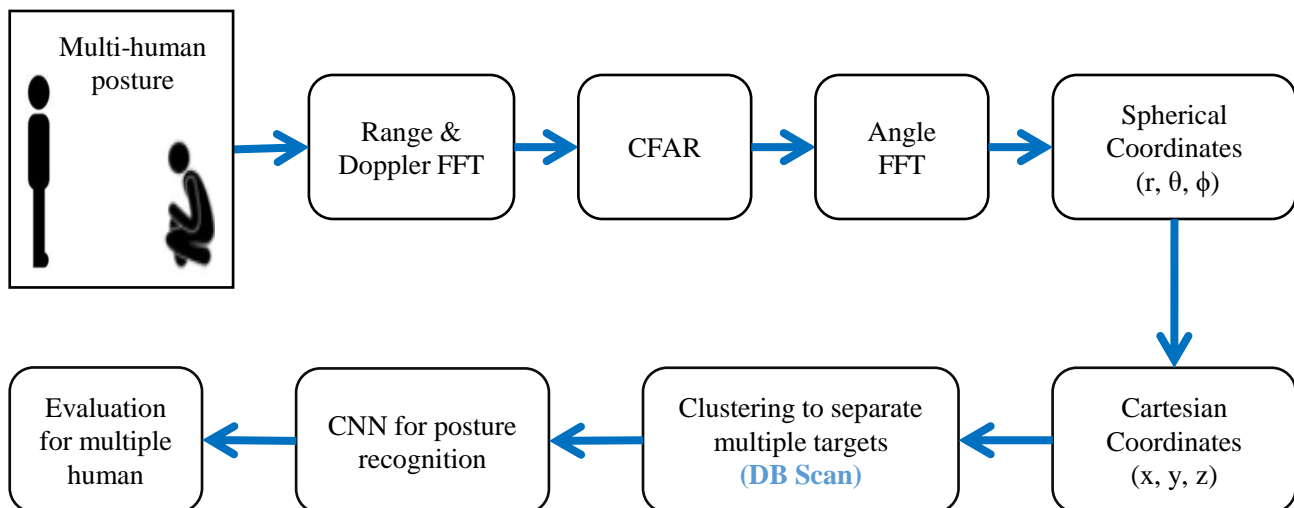 Multi-human
posture
Range &
Doppler FFT
CFAR
Angle
FFT
Spherical
Coordinates
(r, θ, ϕ)
Evaluation
for multiple
human
CNN for posture
recognition
Clustering to separate
multiple targets
(DB Scan)
Cartesian
Coordinates
(x, y, z)